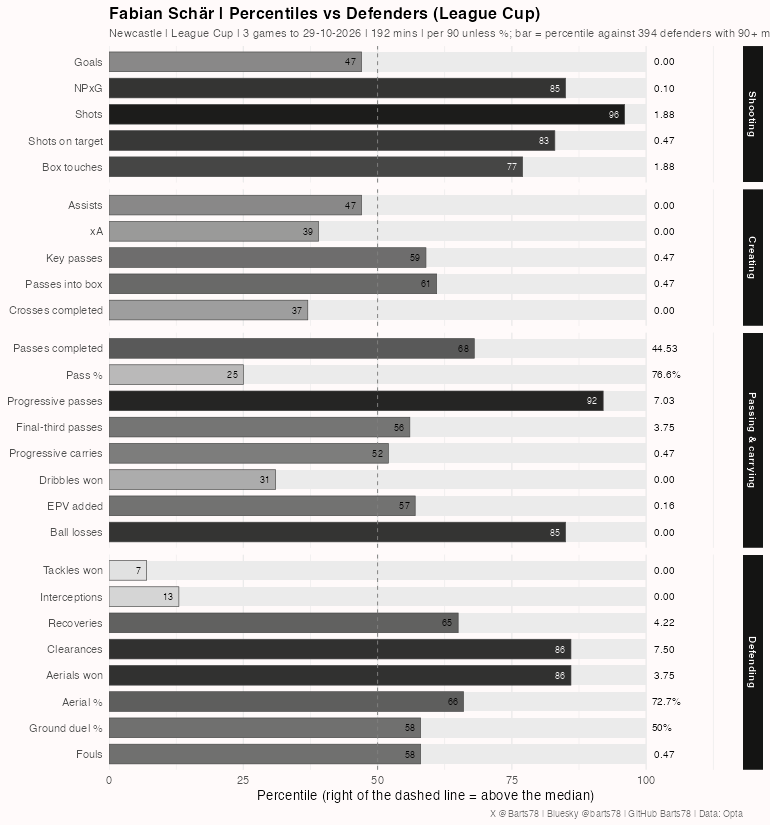 Fabian Schär | Percentiles vs Defenders (League Cup)
Newcastle | League Cup | 3 games to 29-10-2026 | 192 mins | per 90 unless %; bar = percentile against 394 defenders with 90+ m
Goals 47 0.00
NPxG 85 0.10
Shots 96 1.88
Shots on target 83 0.47
Box touches 77 1.88
Shooting
Assists 47 0.00
xA 39 0.00
Key passes 59 0.47
Passes into box 61 0.47
Crosses completed 37 0.00
Creating
Passes completed 68 44.53
Pass % 25 76.6%
Progressive passes 92 7.03
Final-third passes 56 3.75
Progressive carries 52 0.47
Dribbles won 31 0.00
EPV added 57 0.16
Ball losses 85 0.00
Passing & carrying
Tackles won 7 0.00
Interceptions 13 0.00
Recoveries 65 4.22
Clearances 86 7.50
Aerials won 86 3.75
Aerial % 66 72.7%
Ground duel % 58 50%
Fouls 58 0.47
Defending
0 25 50 75 100
Percentile (right of the dashed line = above the median)
X @Barts78 | Bluesky @barts78 | GitHub Barts78 | Data: Opta